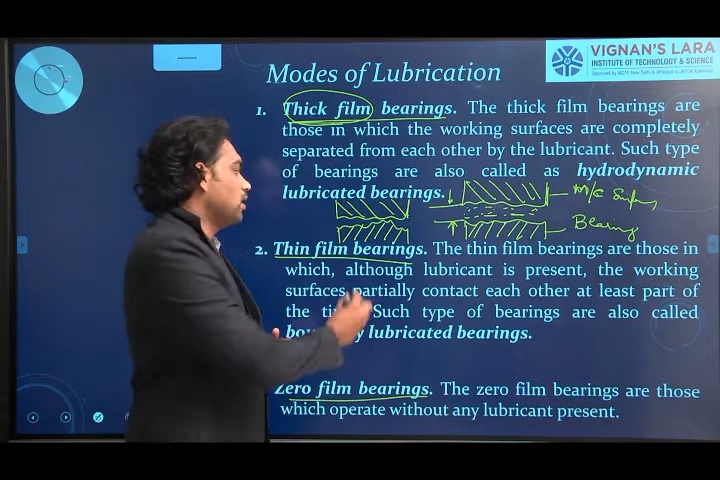 VIGNAN'S LARA
INSTITUTE OF TECHNOLOGY & SCIENCE
Modes of Lubrication
1. Thick film bearings. The thick film bearings are
those in which the working surfaces are completely
separated from each other by the lubricant. Such type
of bearings are also called as hydrodynamic
lubricated bearings.
M/C Surface
Bearing
2. Thin film bearings. The thin film bearings are those in
which, although lubricant is present, the working
surfaces partially contact each other at least part of
the Such type of bearings are also called
lubricated bearings.
Zero film bearings. The zero film bearings are those
which operate without any lubricant present.